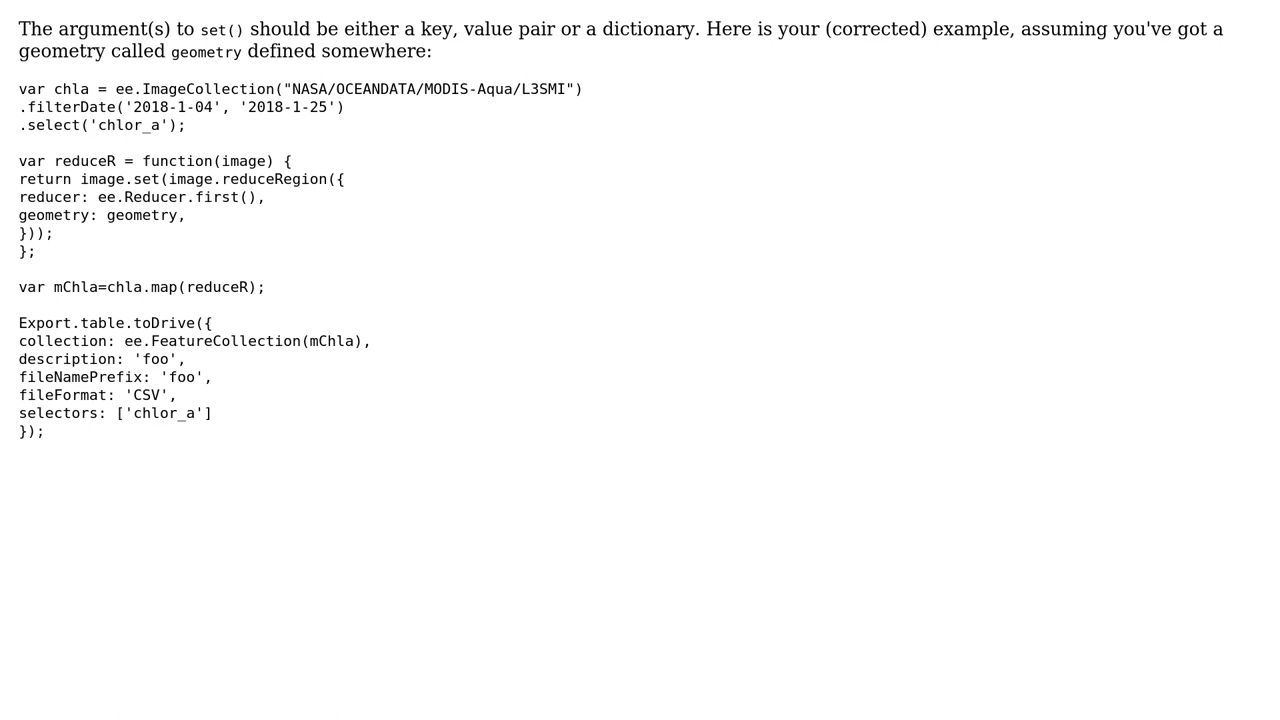 The argument(s) to set() should be either a key, value pair or a dictionary. Here is your (corrected) example, assuming you've got a
geometry called geometry defined somewhere:
var chla = ee.ImageCollection("NASA/OCEANDATA/MODIS-Aqua/L3SMI")
.filterDate('2018-1-04', '2018-1-25')
.select('chlor_a');
var reduceR = function(image) {
return image.set(image.reduceRegion({
reducer: ee.Reducer.first(),
geometry: geometry,
}));
};
var mChla=chla.map(reduceR);
Export.table.toDrive({
collection: ee.FeatureCollection(mChla),
description: 'foo',
fileNamePrefix: 'foo',
fileFormat: 'CSV',
selectors: ['chlor_a']
});